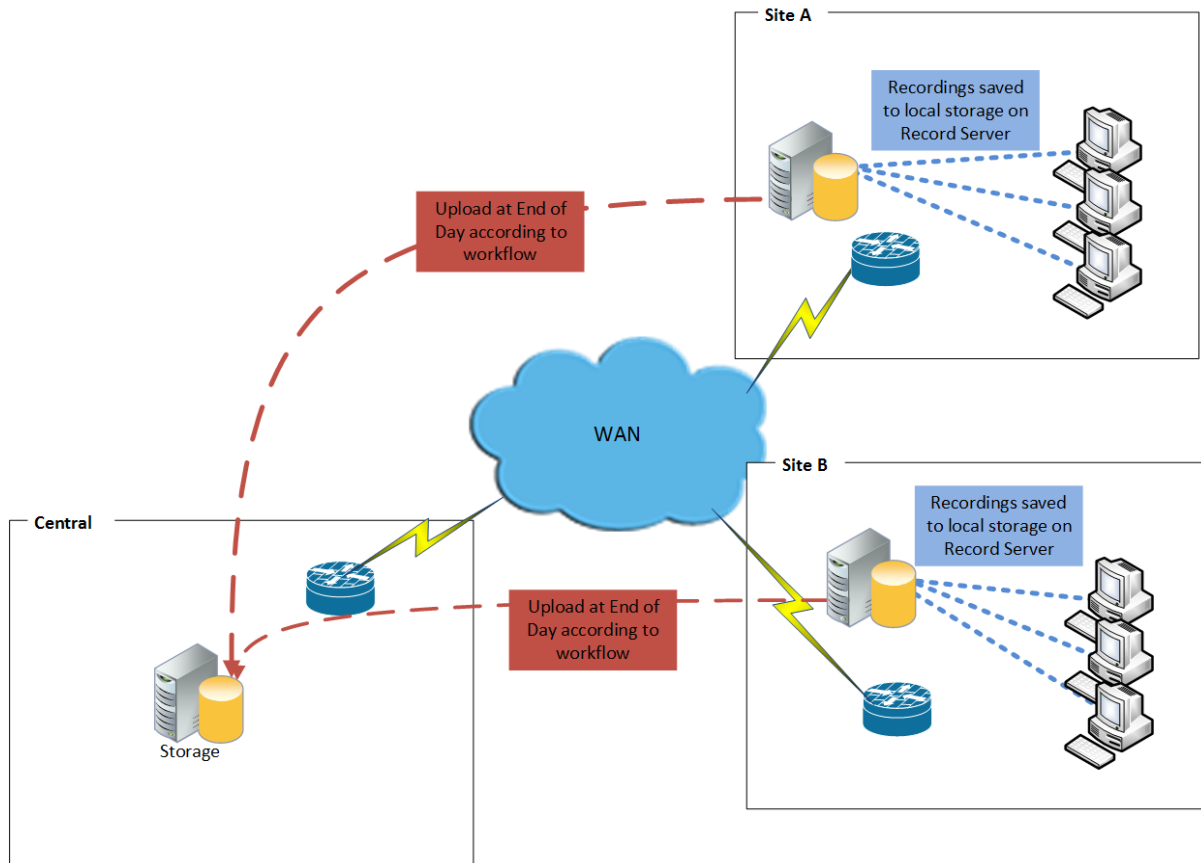 Site A
Recordings saved
to local storage on
Record Server
Upload at End of
Day according to
workflow
WAN
Site B
Recordings saved
to local storage on
Record Server
Central
Upload at End of
Day according to
workflow
Storage